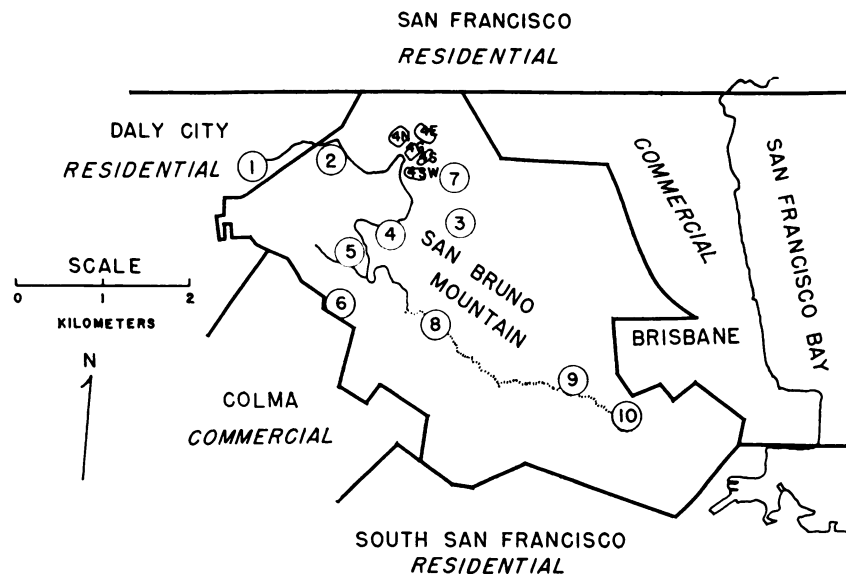 SAN FRANCISCO
RESIDENTIAL
DALY CITY
RESIDENTIAL
1
2
4N
4E
4S
4SW
7
3
4
5
6
8
9
10
SAN BRUNO
MOUNTAIN
COMMERCIAL
SAN FRANCISCO BAY
SCALE
0 1 2
KILOMETERS
N
BRISBANE
COLMA
COMMERCIAL
SOUTH SAN FRANCISCO
RESIDENTIAL